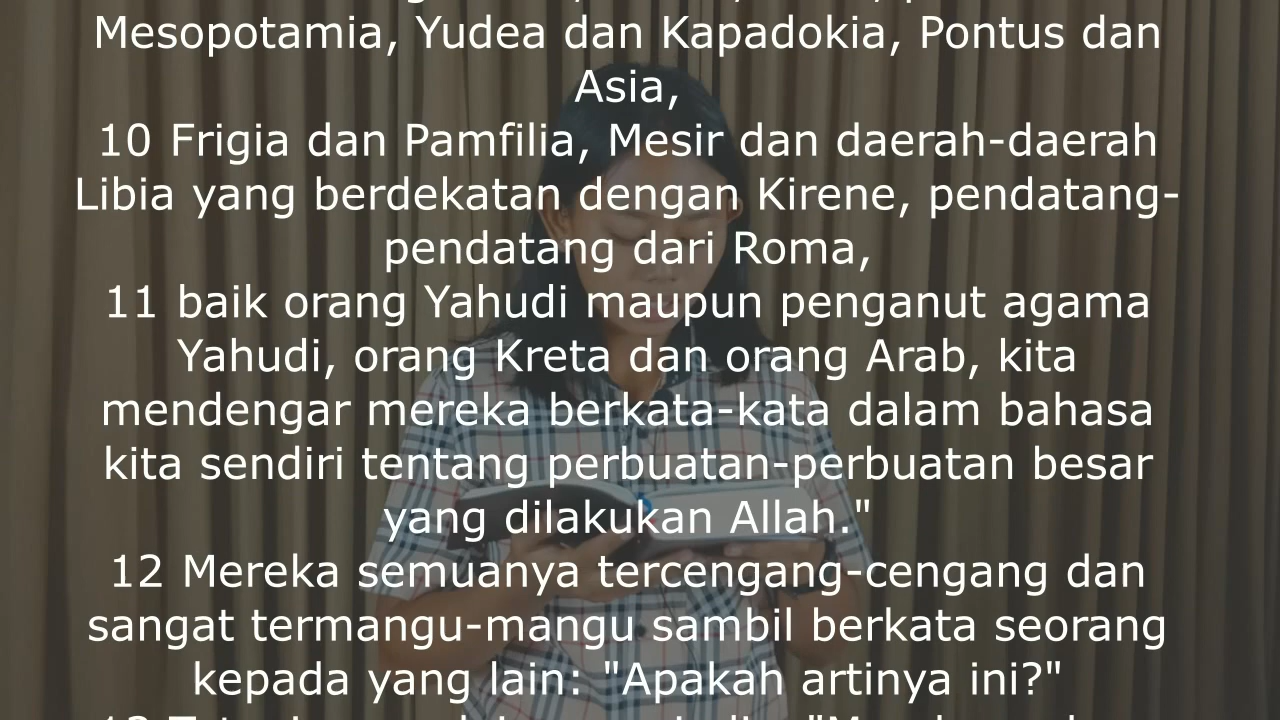 Mesopotamia, Yudea dan Kapadokia, Pontus dan
Asia,
10 Frigia dan Pamfilia, Mesir dan daerah-daerah
Libia yang berdekatan dengan Kirene, pendatang-
pendatang dari Roma,
11 baik orang Yahudi maupun penganut agama
Yahudi, orang Kreta dan orang Arab, kita
mendengar mereka berkata-kata dalam bahasa
kita sendiri tentang perbuatan-perbuatan besar
yang dilakukan Allah."
12 Mereka semuanya tercengang-cengang dan
sangat termangu-mangu sambil berkata seorang
kepada yang lain: "Apakah artinya ini?"